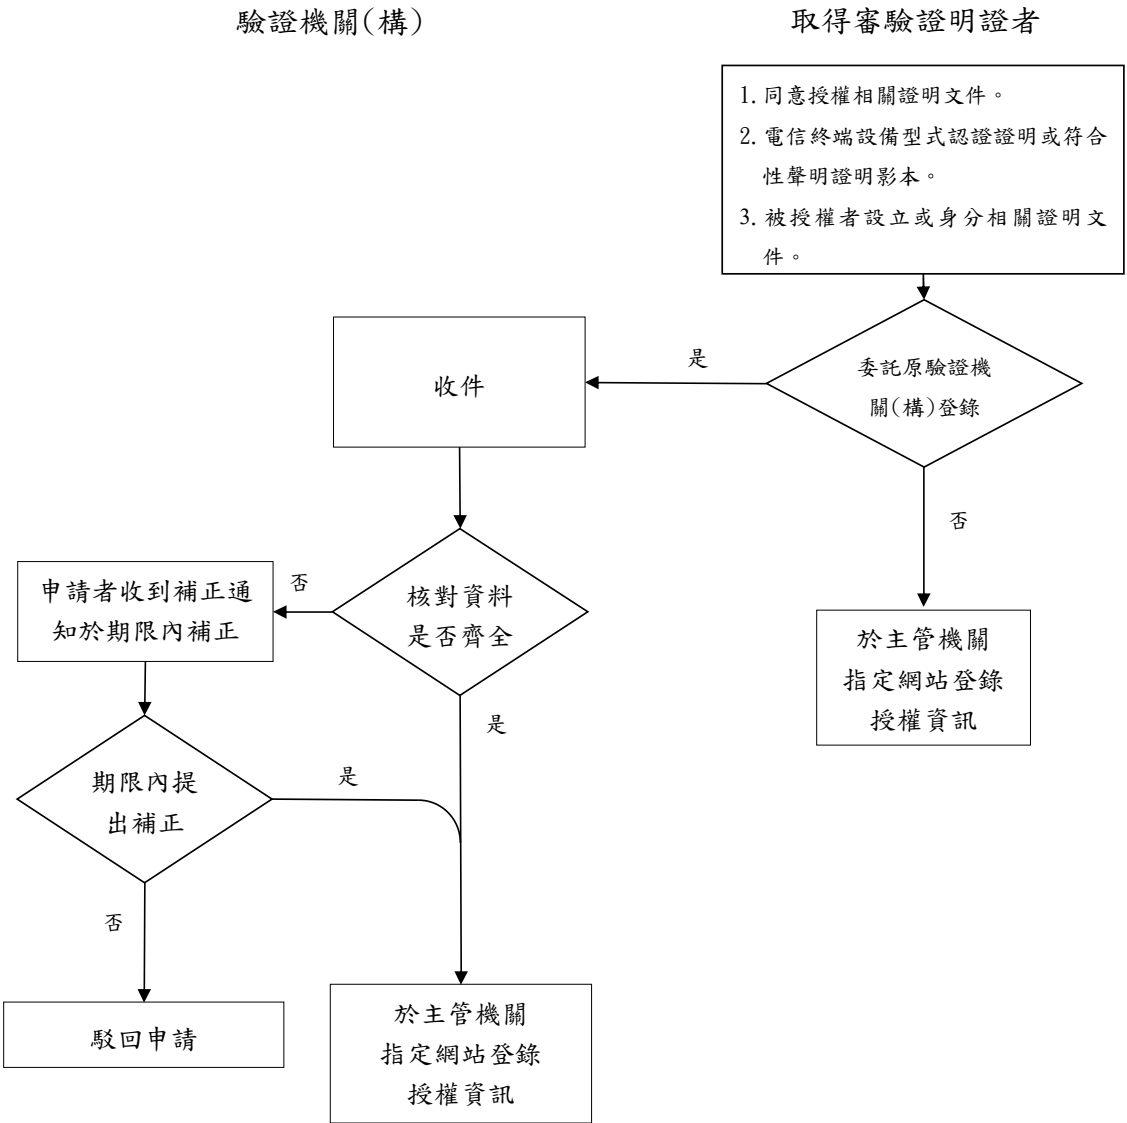 驗證機關(構)
取得審驗證明證者
1. 同意授權相關證明文件。
2. 電信終端設備型式認證證明或符合
性聲明證明影本。
3. 被授權者設立或身分相關證明文
件。
委託原驗證機
關(構)登錄
是
收件
否
核對資料
是否齊全
否
申請者收到補正通
知於期限內補正
於主管機關
指定網站登錄
授權資訊
是
期限內提
出補正
是
否
駁回申請
於主管機關
指定網站登錄
授權資訊